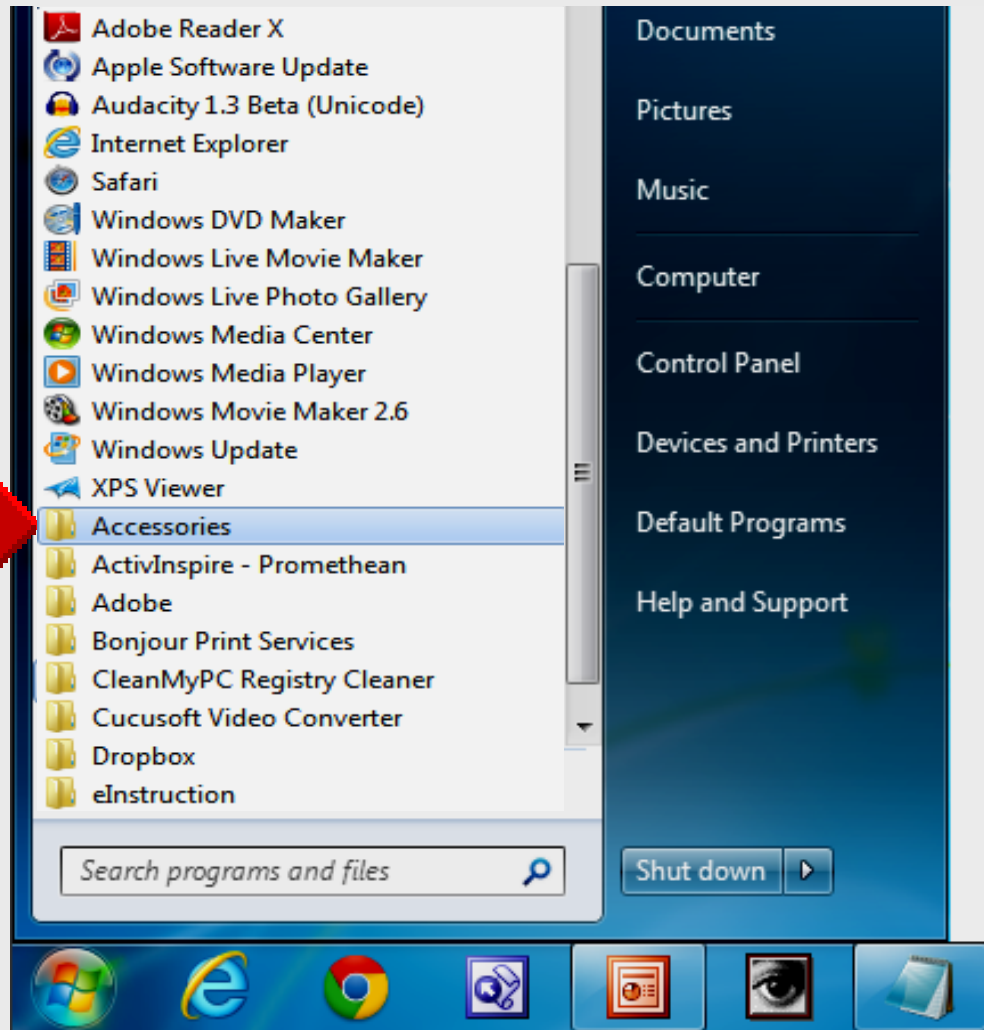 Adobe Reader X
Apple Software Update
Audacity 1.3 Beta (Unicode)
Internet Explorer
Safari
Windows DVD Maker
Windows Live Movie Maker
Windows Live Photo Gallery
Windows Media Center
Windows Media Player
Windows Movie Maker 2.6
Windows Update
XPS Viewer
Accessories
ActivInspire - Promethean
Adobe
Bonjour Print Services
CleanMyPC Registry Cleaner
Cucusoft Video Converter
Dropbox
eInstruction
Search programs and files
Documents
Pictures
Music
Computer
Control Panel
Devices and Printers
Default Programs
Help and Support
Shut down